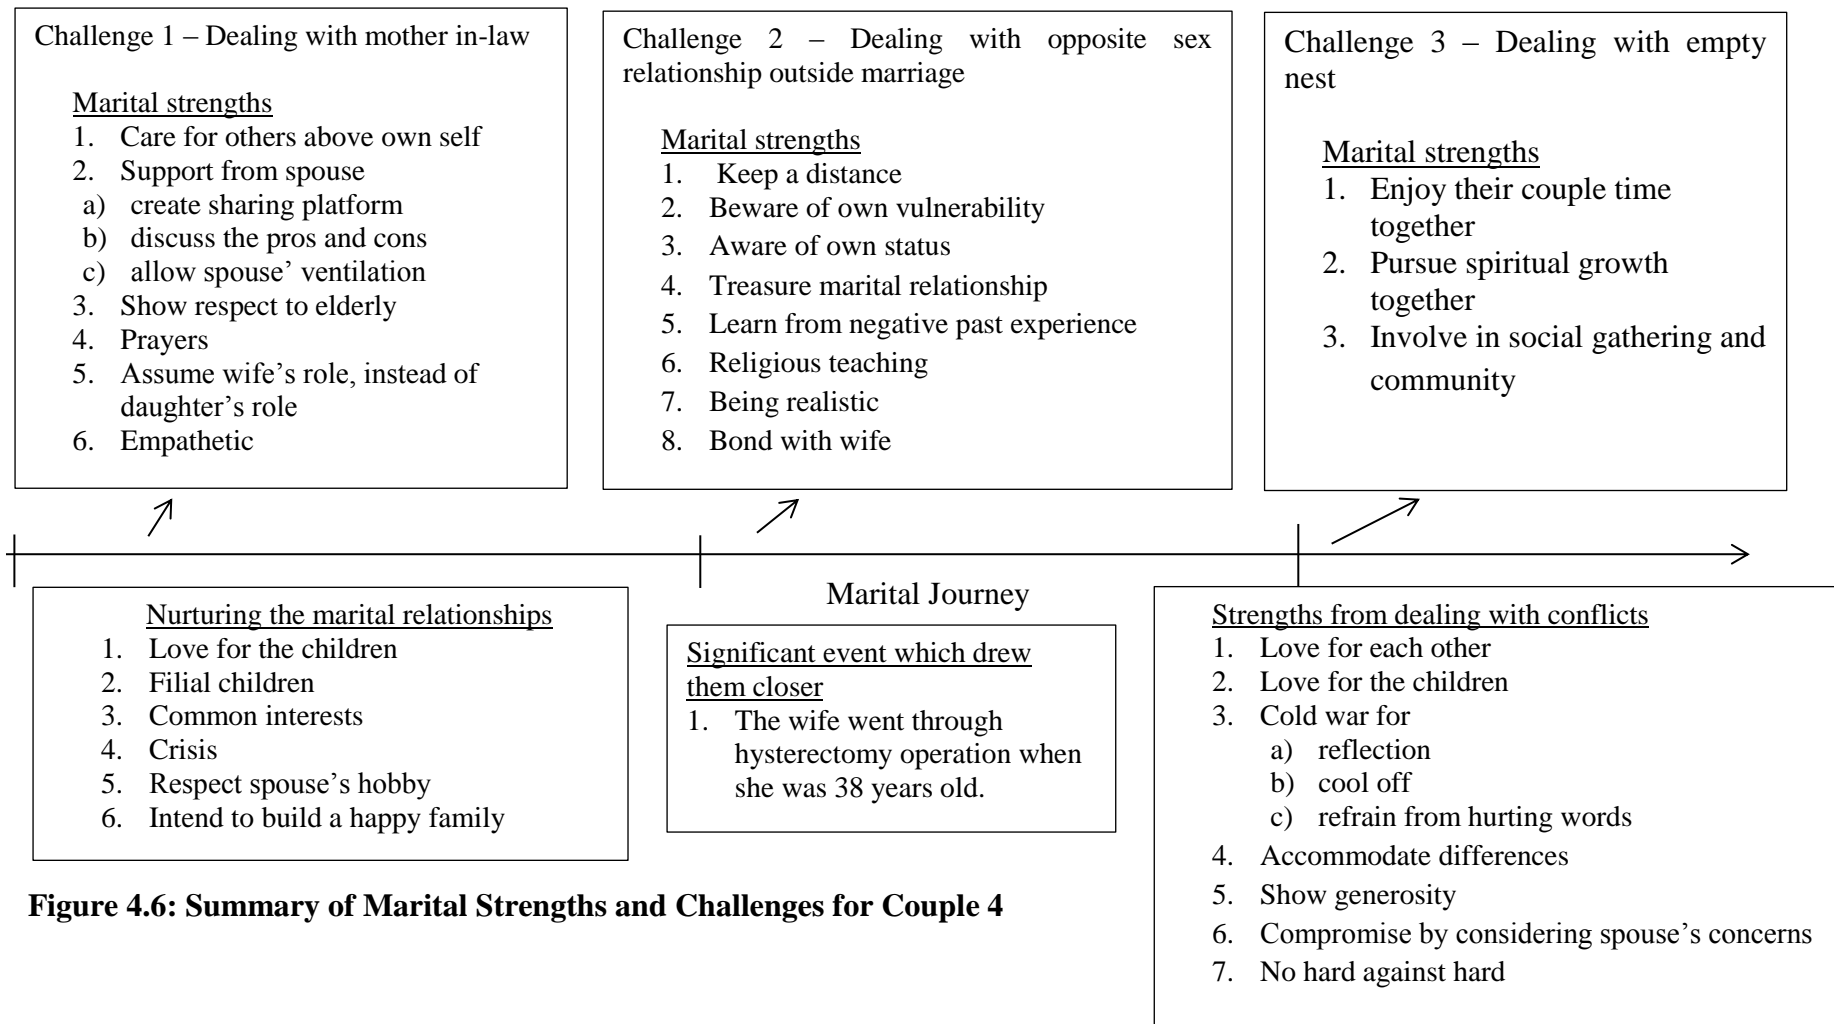 Challenge 1 – Dealing with mother in-law
Marital strengths
1. Care for others above own self
2. Support from spouse
a) create sharing platform
b) discuss the pros and cons
c) allow spouse’ ventilation
3. Show respect to elderly
4. Prayers
5. Assume wife’s role, instead of
daughter’s role
6. Empathetic
Challenge 2 – Dealing with opposite sex
relationship outside marriage
Marital strengths
1. Keep a distance
2. Beware of own vulnerability
3. Aware of own status
4. Treasure marital relationship
5. Learn from negative past experience
6. Religious teaching
7. Being realistic
8. Bond with wife
Challenge 3 – Dealing with empty
nest
Marital strengths
1. Enjoy their couple time
together
2. Pursue spiritual growth
together
3. Involve in social gathering and
community
Marital Journey
Nurturing the marital relationships
1. Love for the children
2. Filial children
3. Common interests
4. Crisis
5. Respect spouse’s hobby
6. Intend to build a happy family
Significant event which drew
them closer
1. The wife went through
hysterectomy operation when
she was 38 years old.
Strengths from dealing with conflicts
1. Love for each other
2. Love for the children
3. Cold war for
a) reflection
b) cool off
c) refrain from hurting words
4. Accommodate differences
5. Show generosity
6. Compromise by considering spouse’s concerns
7. No hard against hard
Figure 4.6: Summary of Marital Strengths and Challenges for Couple 4